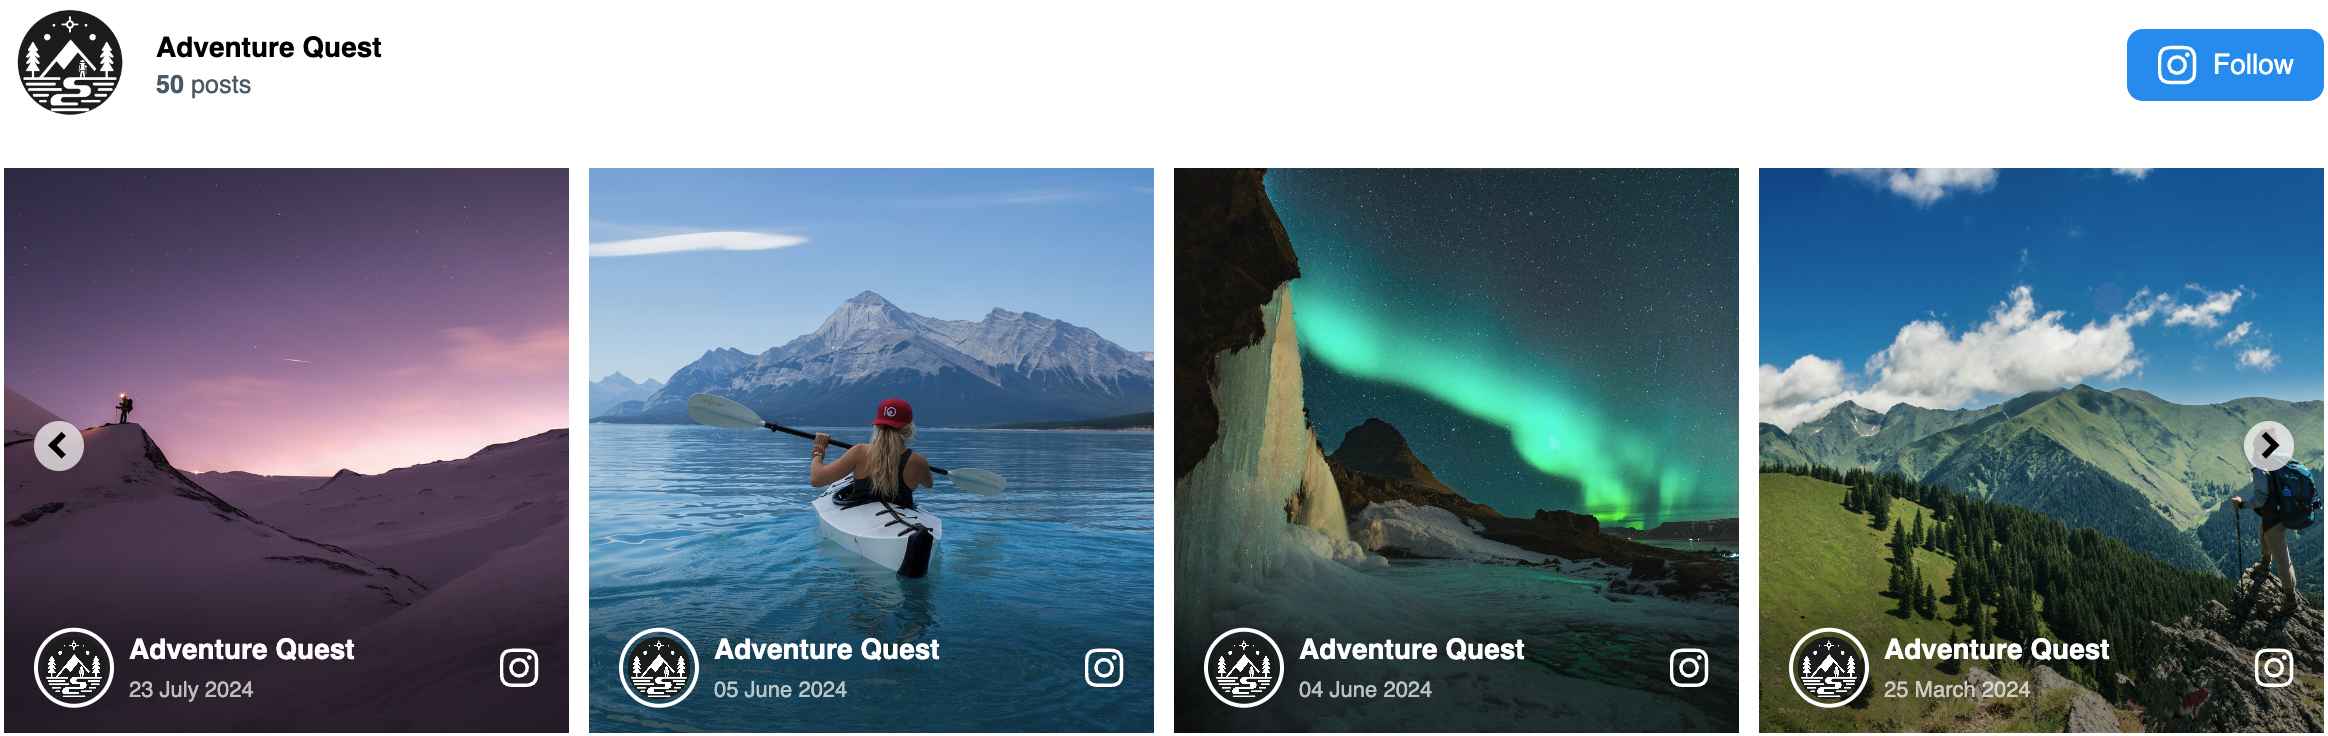 Adventure Quest
50 posts
Follow
Adventure Quest
23 July 2024
Adventure Quest
05 June 2024
Adventure Quest
04 June 2024
Adventure Quest
25 March 2024